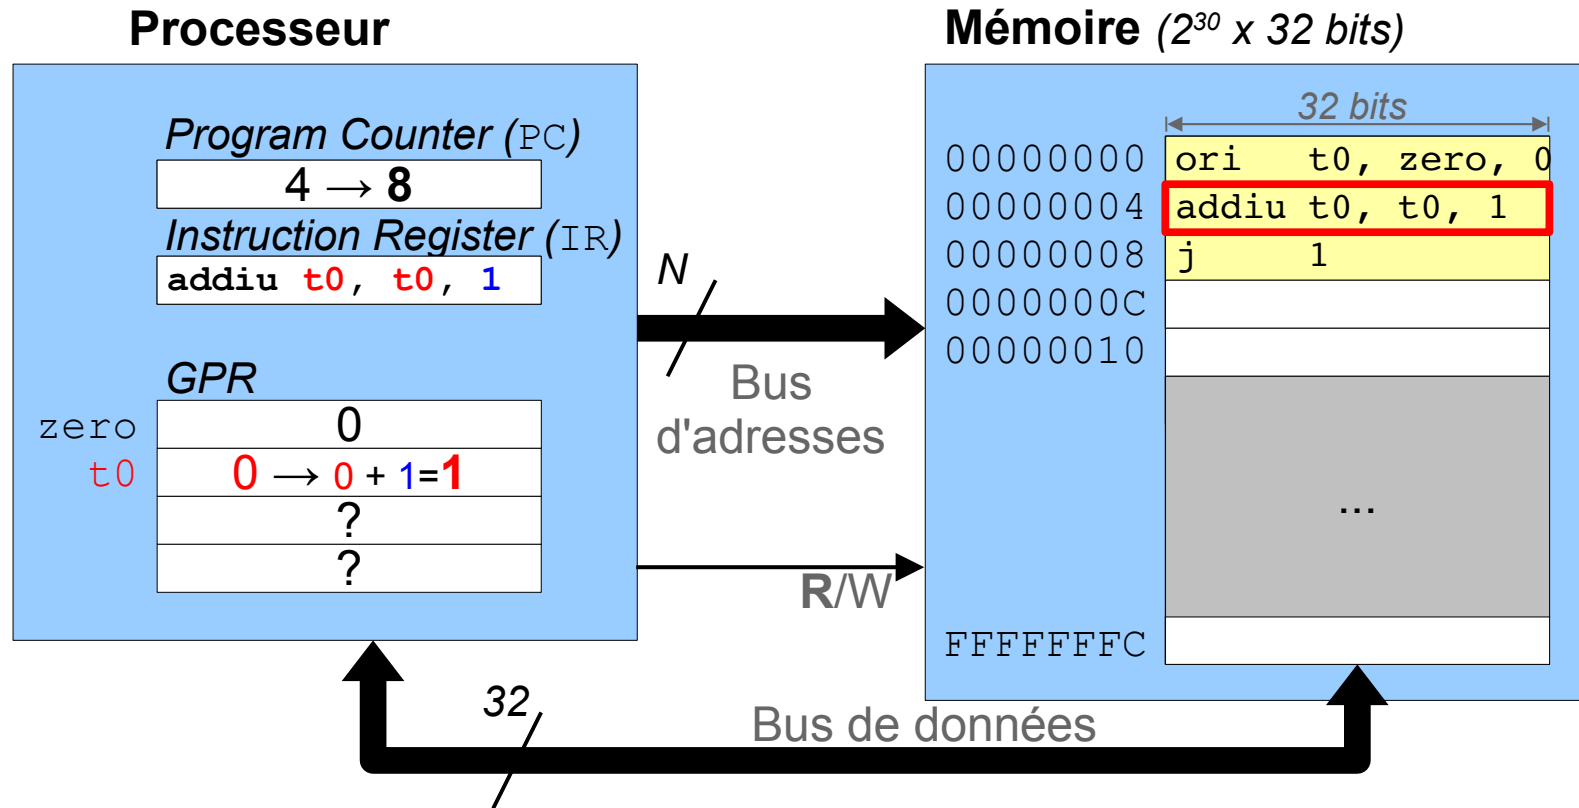 Processeur
Mémoire (2³⁰ x 32 bits)
Program Counter (PC)
4 → 8
Instruction Register (IR)
addiu t0, t0, 1
GPR
zero 0
t0 0 → 0 + 1=1
?
?
N
Bus
d'adresses
R/W
32 bits
00000000 ori t0, zero, 0
00000004 addiu t0, t0, 1
00000008 j 1
0000000C
00000010
...
FFFFFFFC
32
Bus de données